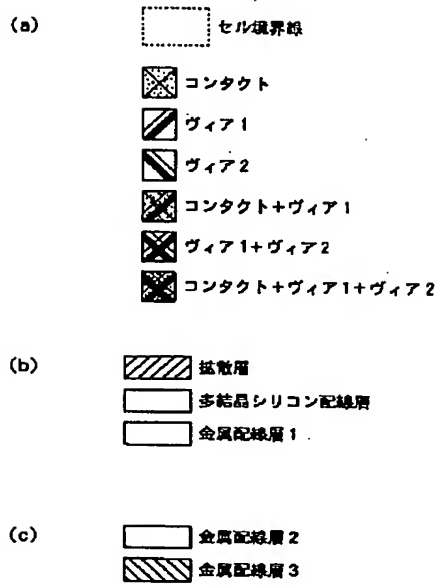 (a) セル境界線
コンタクト
ヴィア1
ヴィア2
コンタクト+ヴィア1
ヴィア1+ヴィア2
コンタクト+ヴィア1+ヴィア2
(b) 拡散層
多結晶シリコン配線層
金属配線層1
(c) 金属配線層2
金属配線層3